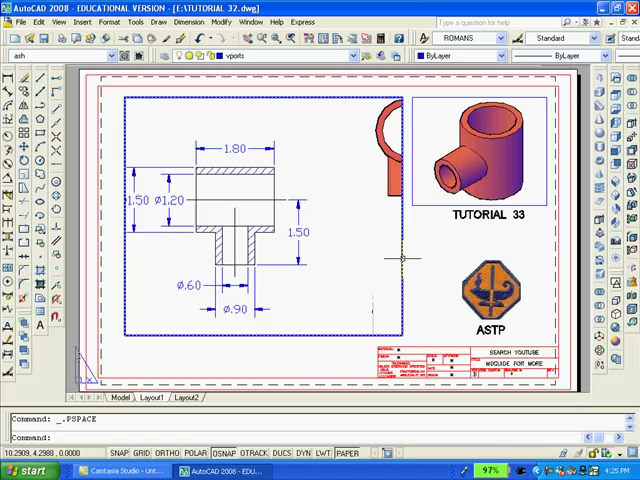 AutoCAD 2008 - EDUCATIONAL VERSION - [E:\TUTORIAL 32.dwg]
File Edit View Insert Format Tools Draw Dimension Modify Window Help Express
Type a question for help
ROMANS
Standard
Standa
ash
vports
ByLayer
ByLayer
1.80
1.50
Ø1.20
1.50
Ø.60
Ø.90
TUTORIAL 33
ASTP
SEARCH YOUTUBE
WDGUIDE FOR MORE
Model Layout1 Layout2
Command: _.PSPACE
Command:
10.2909, 4.2988, 0.0000
SNAP GRID ORTHO POLAR OSNAP OTRACK DUCS DYN LWT PAPER
start
Camtasia Studio - Unt...
AutoCAD 2008 - EDU...
97%
4:25 PM